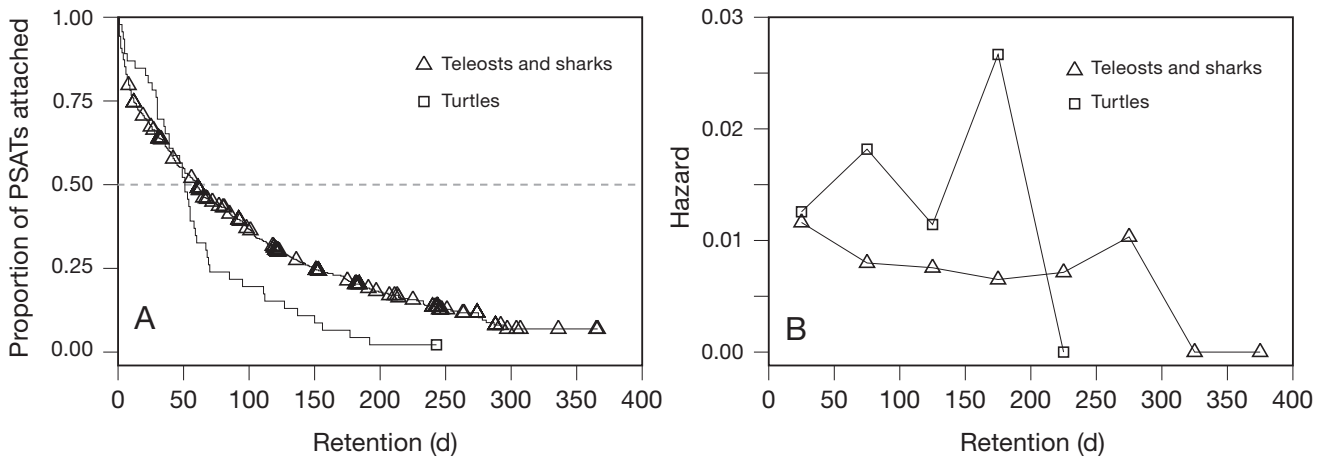 Proportion of PSATs attached
1.00
0.75
0.50
0.25
0.00
Teleosts and sharks
Turtles
A
0 50 100 150 200 250 300 350 400
Retention (d)
Hazard
0.03
0.02
0.01
0.00
Teleosts and sharks
Turtles
B
0 50 100 150 200 250 300 350 400
Retention (d)